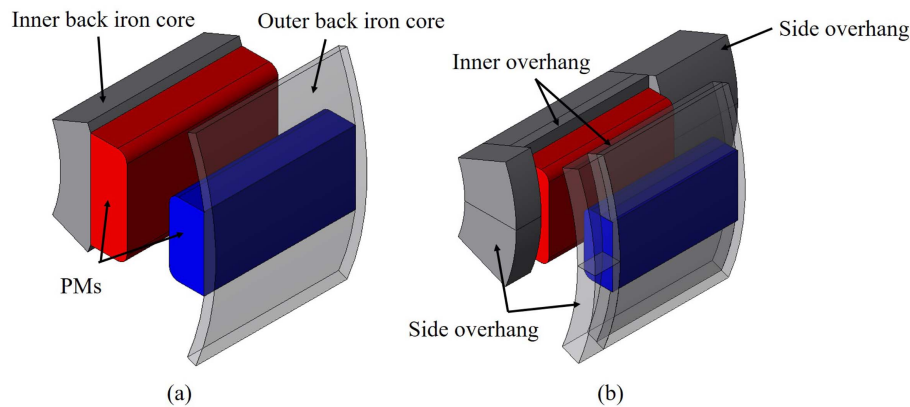 Inner back iron core
Outer back iron core
PMs
(a)
Side overhang
Inner overhang
Side overhang
(b)